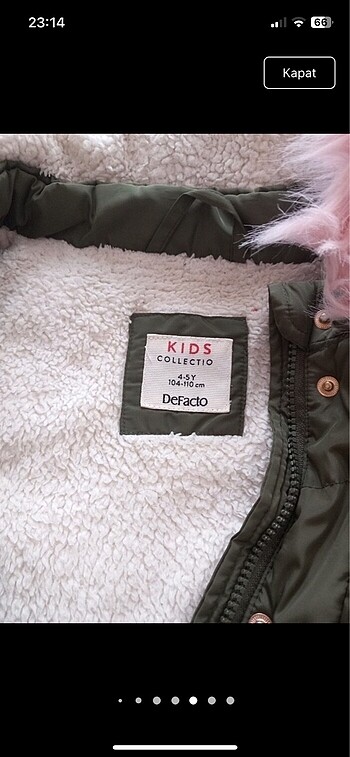 23:14
66
Kapat
KIDS
COLLECTIO
4-5Y
104-110 cm
DeFacto